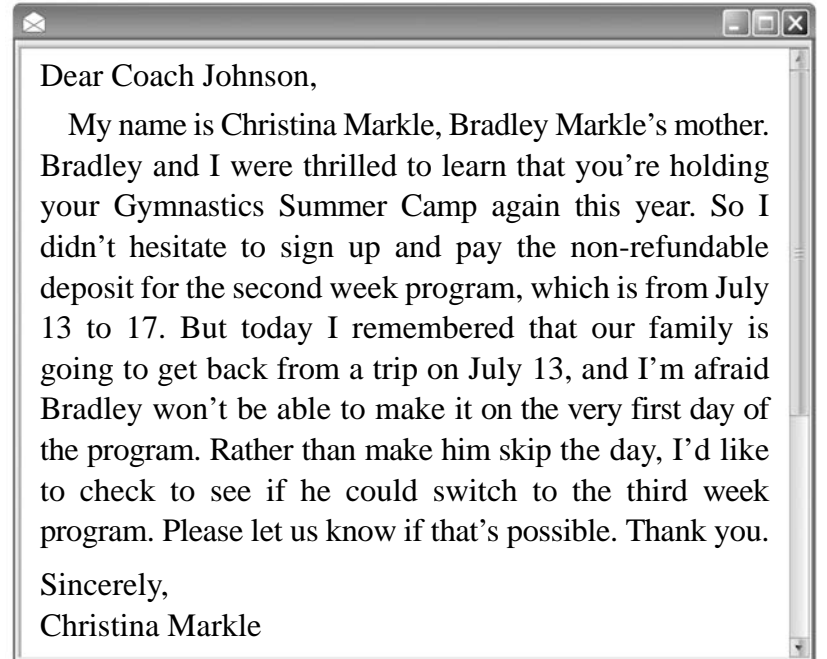 Dear Coach Johnson,
My name is Christina Markle, Bradley Markle’s mother.
Bradley and I were thrilled to learn that you’re holding
your Gymnastics Summer Camp again this year. So I
didn’t hesitate to sign up and pay the non-refundable
deposit for the second week program, which is from July
13 to 17. But today I remembered that our family is
going to get back from a trip on July 13, and I’m afraid
Bradley won’t be able to make it on the very first day of
the program. Rather than make him skip the day, I’d like
to check to see if he could switch to the third week
program. Please let us know if that’s possible. Thank you.
Sincerely,
Christina Markle